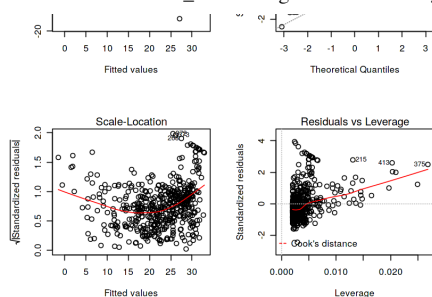 -20
0 5 10 15 20 25 30
Fitted values
-2
-3 -2 -1 0 1 2 3
Theoretical Quantiles
Scale-Location
√|Standardized residuals|
0.0 0.5 1.0 1.5 2.0
0 5 10 15 20 25 30
Fitted values
Residuals vs Leverage
Standardized residuals
-2 0 2 4
215
413
375
Cook's distance
0.000 0.010 0.020
Leverage